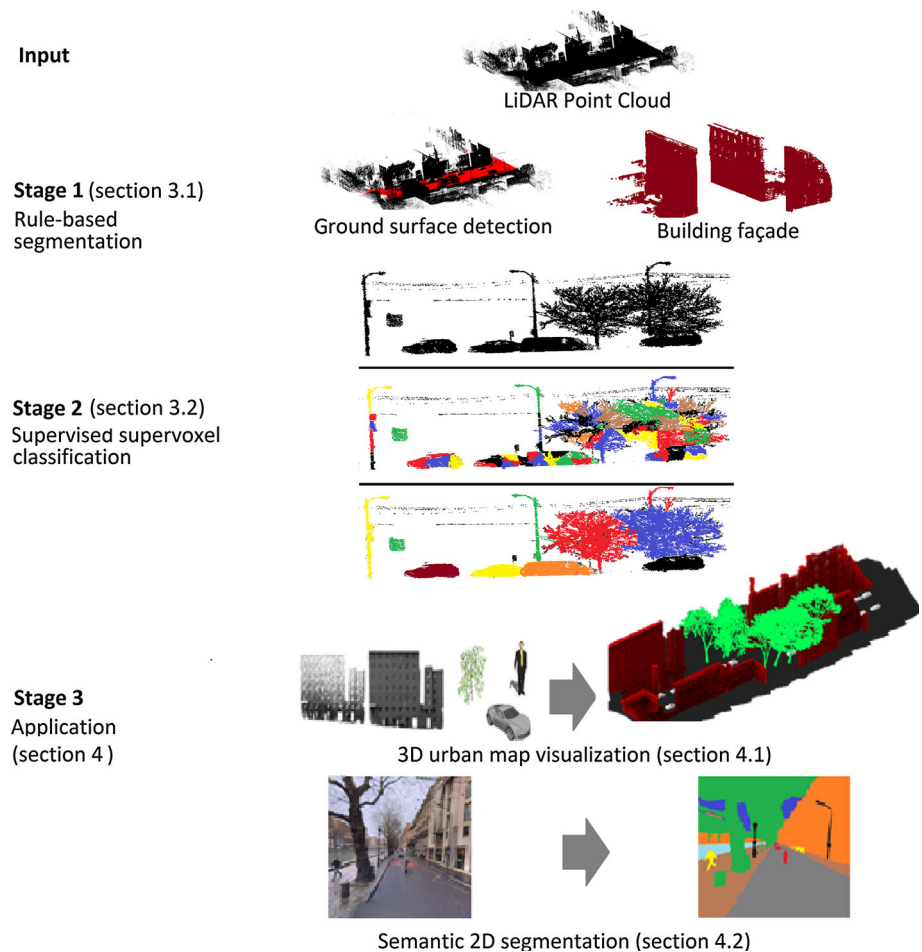 Input
LiDAR Point Cloud
Stage 1 (section 3.1)
Rule-based
segmentation
Ground surface detection
Building façade
Stage 2 (section 3.2)
Supervised supervoxel
classification
Stage 3
Application
(section 4 )
3D urban map visualization (section 4.1)
Semantic 2D segmentation (section 4.2)